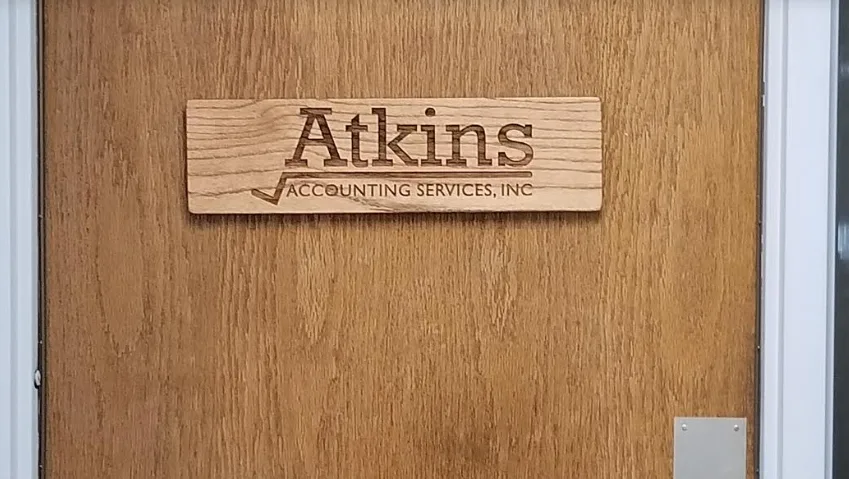 Atkins
ACCOUNTING SERVICES, INC